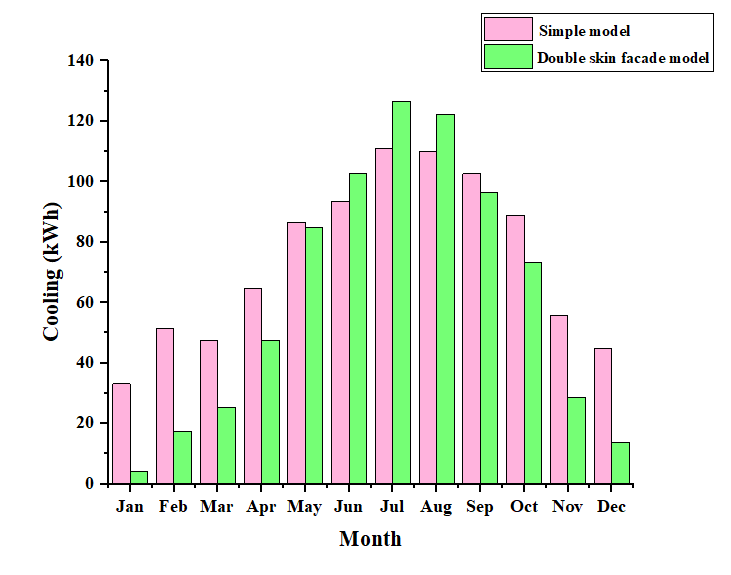 Simple model
Double skin facade model
140
120
100
80
60
40
20
0
Cooling (kWh)
Jan Feb Mar Apr May Jun Jul Aug Sep Oct Nov Dec
Month